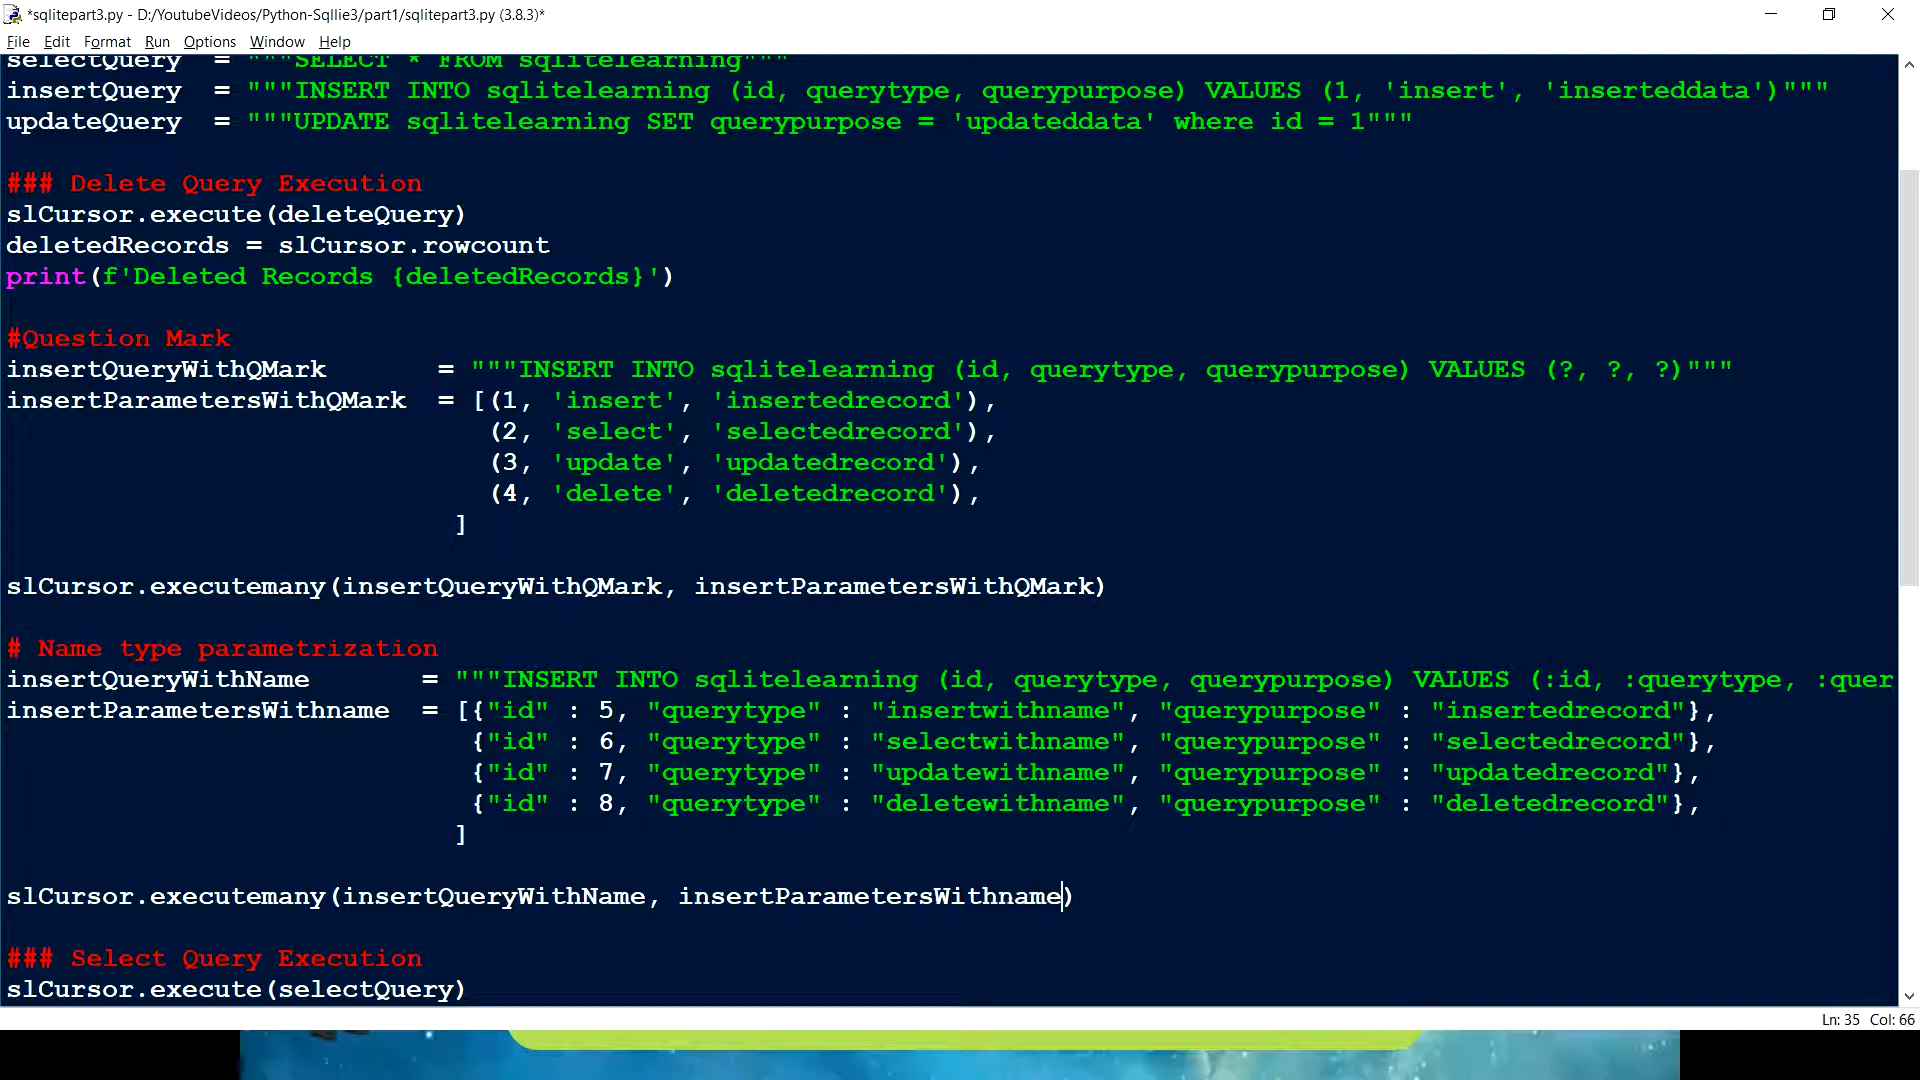 *sqlitepart3.py - D:/YoutubeVideos/Python-Sqllie3/part1/sqlitepart3.py (3.8.3)*
File Edit Format Run Options Window Help
selectQuery = """SELECT * FROM sqlitelearning"""
insertQuery = """INSERT INTO sqlitelearning (id, querytype, querypurpose) VALUES (1, 'insert', 'inserteddata')"""
updateQuery = """UPDATE sqlitelearning SET querypurpose = 'updateddata' where id = 1"""
### Delete Query Execution
slCursor.execute(deleteQuery)
deletedRecords = slCursor.rowcount
print(f'Deleted Records {deletedRecords}')
#Question Mark
insertQueryWithQMark = """INSERT INTO sqlitelearning (id, querytype, querypurpose) VALUES (?, ?, ?)"""
insertParametersWithQMark = [(1, 'insert', 'insertedrecord'),
(2, 'select', 'selectedrecord'),
(3, 'update', 'updatedrecord'),
(4, 'delete', 'deletedrecord'),
]
slCursor.executemany(insertQueryWithQMark, insertParametersWithQMark)
# Name type parametrization
insertQueryWithName = """INSERT INTO sqlitelearning (id, querytype, querypurpose) VALUES (:id, :querytype, :quer
insertParametersWithname = [{"id" : 5, "querytype" : "insertwithname", "querypurpose" : "insertedrecord"},
{"id" : 6, "querytype" : "selectwithname", "querypurpose" : "selectedrecord"},
{"id" : 7, "querytype" : "updatewithname", "querypurpose" : "updatedrecord"},
{"id" : 8, "querytype" : "deletewithname", "querypurpose" : "deletedrecord"},
]
slCursor.executemany(insertQueryWithName, insertParametersWithname)
### Select Query Execution
slCursor.execute(selectQuery)
Ln: 35 Col: 66